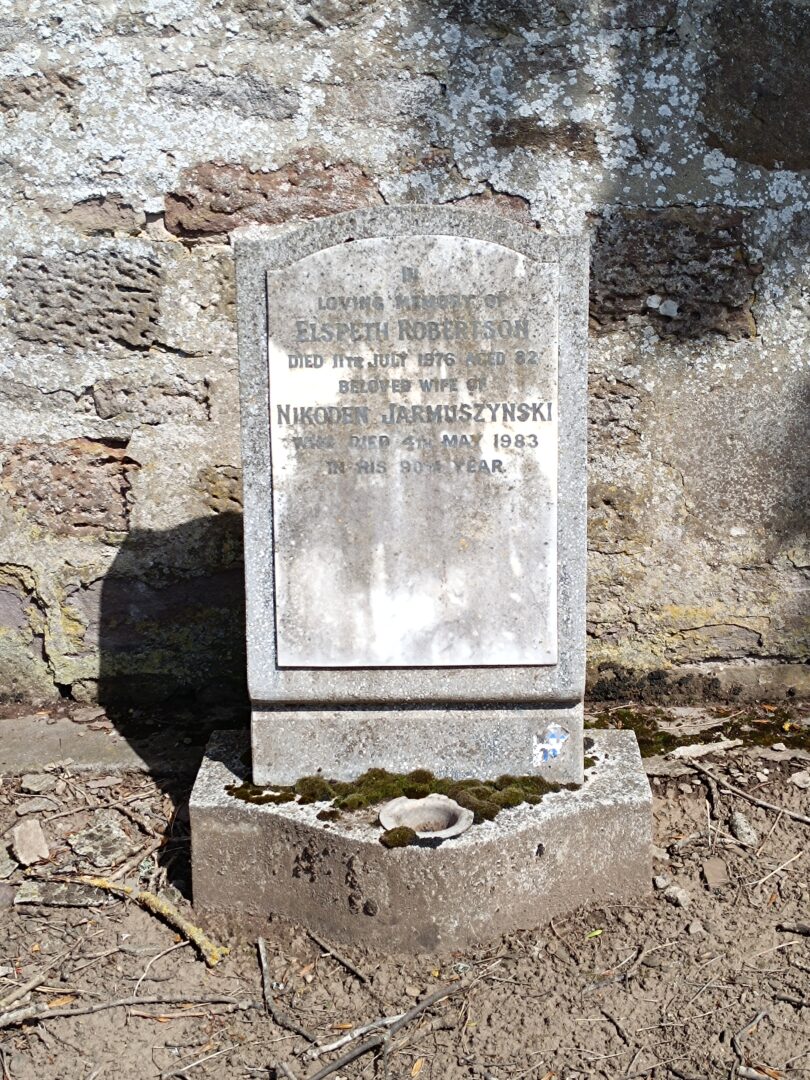 IN
LOVING MEMORY OF
ELSPETH ROBERTSON
DIED 11TH JULY 1976 AGED 82
BELOVED WIFE OF
NIKODEN JARMUSZYNSKI
WHO DIED 4TH MAY 1983
IN HIS 90TH YEAR